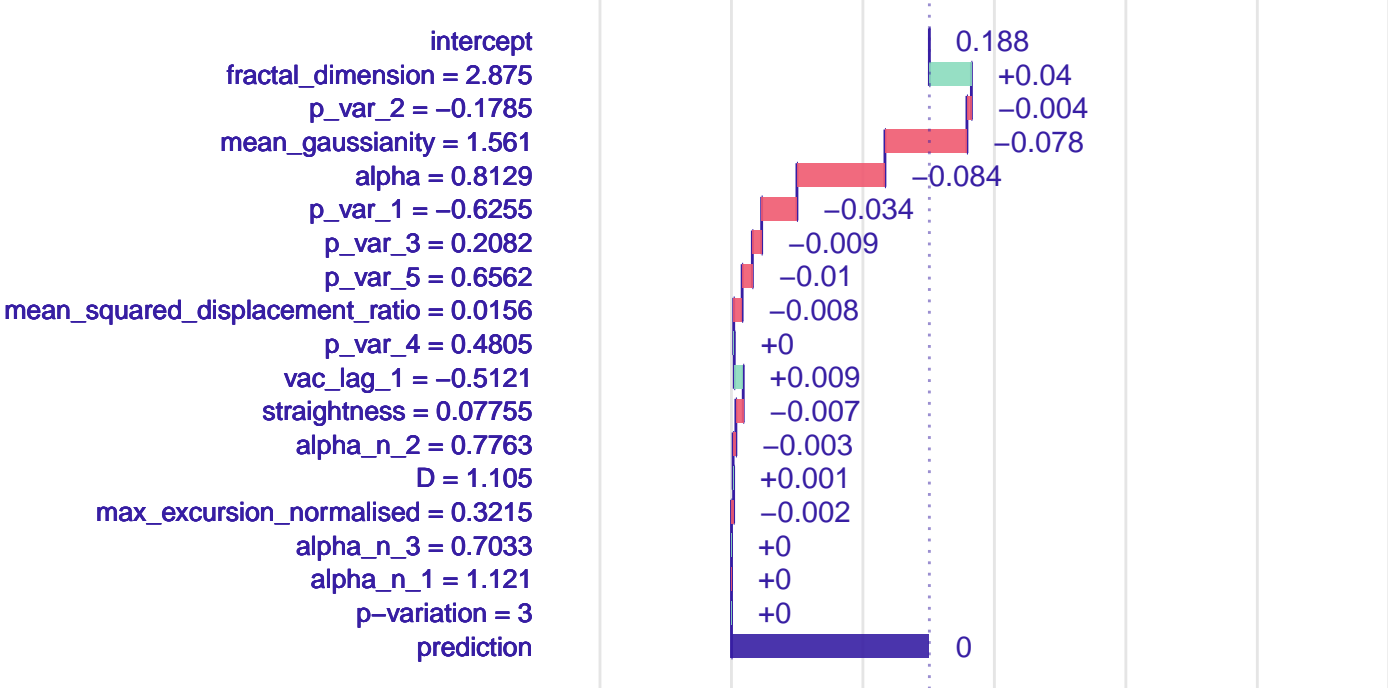 intercept 0.188
fractal_dimension = 2.875 +0.04
p_var_2 = −0.1785 −0.004
mean_gaussianity = 1.561 −0.078
alpha = 0.8129 −0.084
p_var_1 = −0.6255 −0.034
p_var_3 = 0.2082 −0.009
p_var_5 = 0.6562 −0.01
mean_squared_displacement_ratio = 0.0156 −0.008
p_var_4 = 0.4805 +0
vac_lag_1 = −0.5121 +0.009
straightness = 0.07755 −0.007
alpha_n_2 = 0.7763 −0.003
D = 1.105 +0.001
max_excursion_normalised = 0.3215 −0.002
alpha_n_3 = 0.7033 +0
alpha_n_1 = 1.121 +0
p−variation = 3 +0
prediction 0